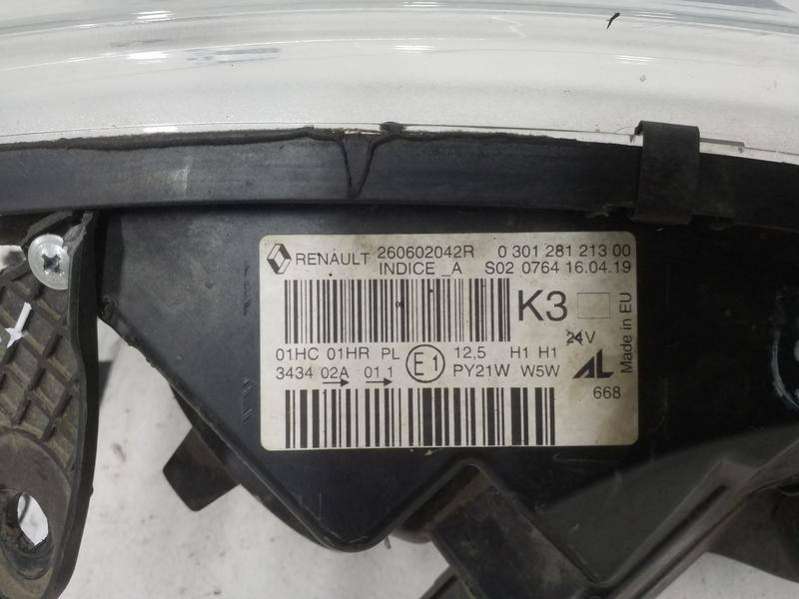 RENAULT 260602042R 0 301 281 213 00
INDICE _A S02 0764 16.04.19
K3
24V
Made in EU
01HC 01HR PL E1 12,5 H1 H1
3434 02A 01 1 PY21W W5W
AL
668